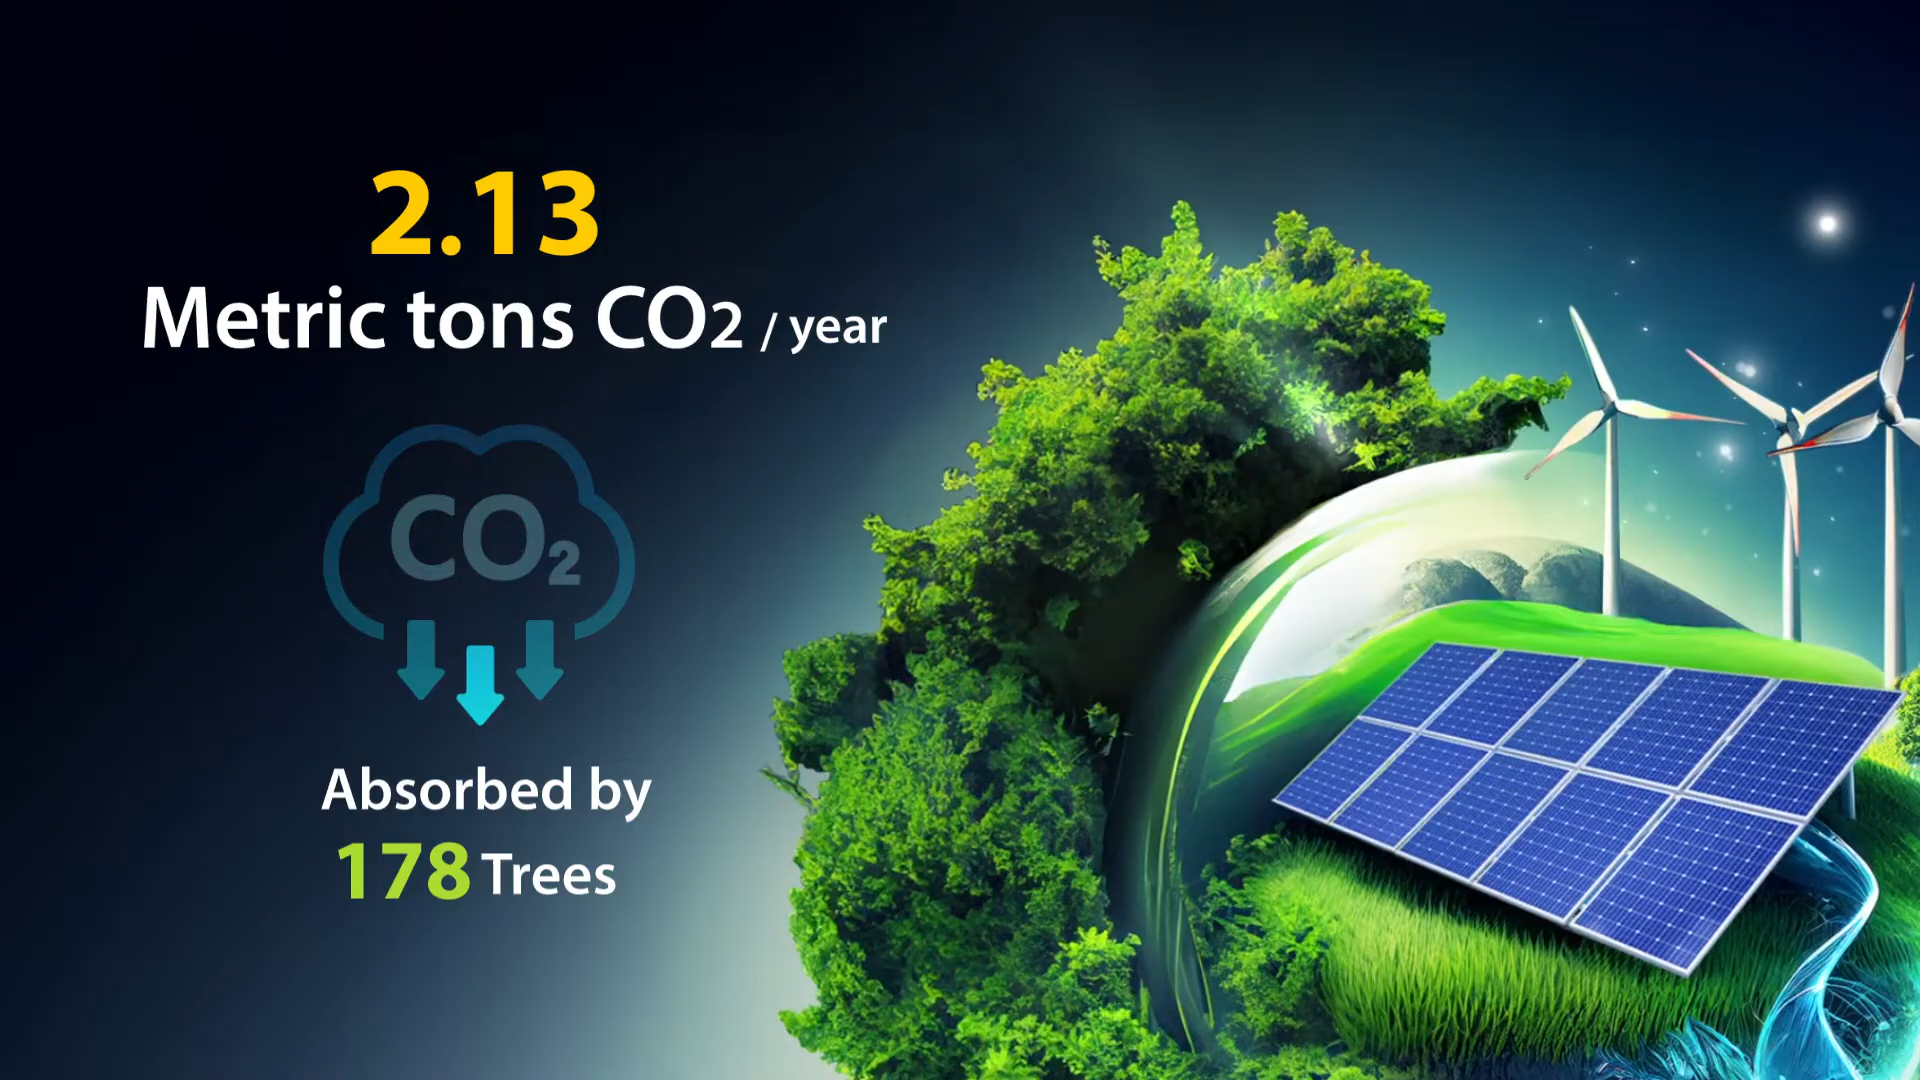 2.13
Metric tons CO2 / year
CO2
Absorbed by
178 Trees